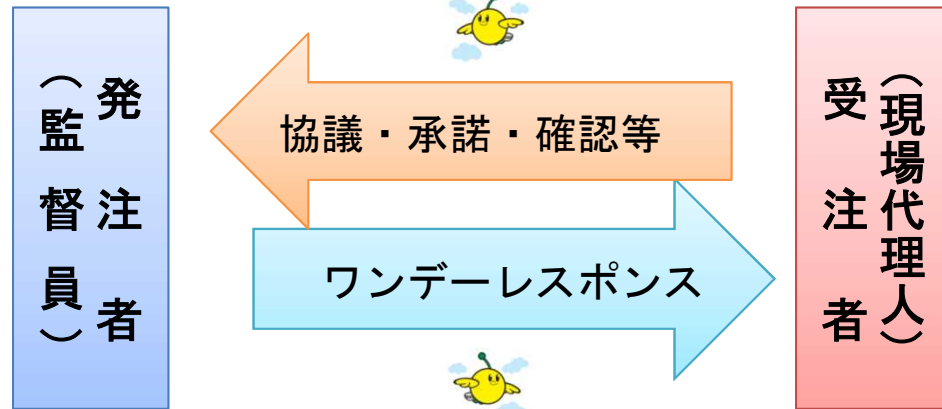 発注者
（監督員）
協議・承諾・確認等
ワンデーレスポンス
（現場代理人）
受注者